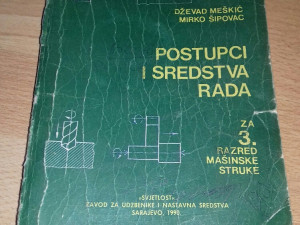 DŽEVAD MEŠKIĆ
MIRKO ŠIPOVAC
POSTUPCI
I SREDSTVA
RADA
ZA
3.
RAZRED
MAŠINSKE
STRUKE
«SVJETLOST»
ZAVOD ZA UDŽBENIKE I NASTAVNA SREDSTVA
SARAJEVO, 1990.